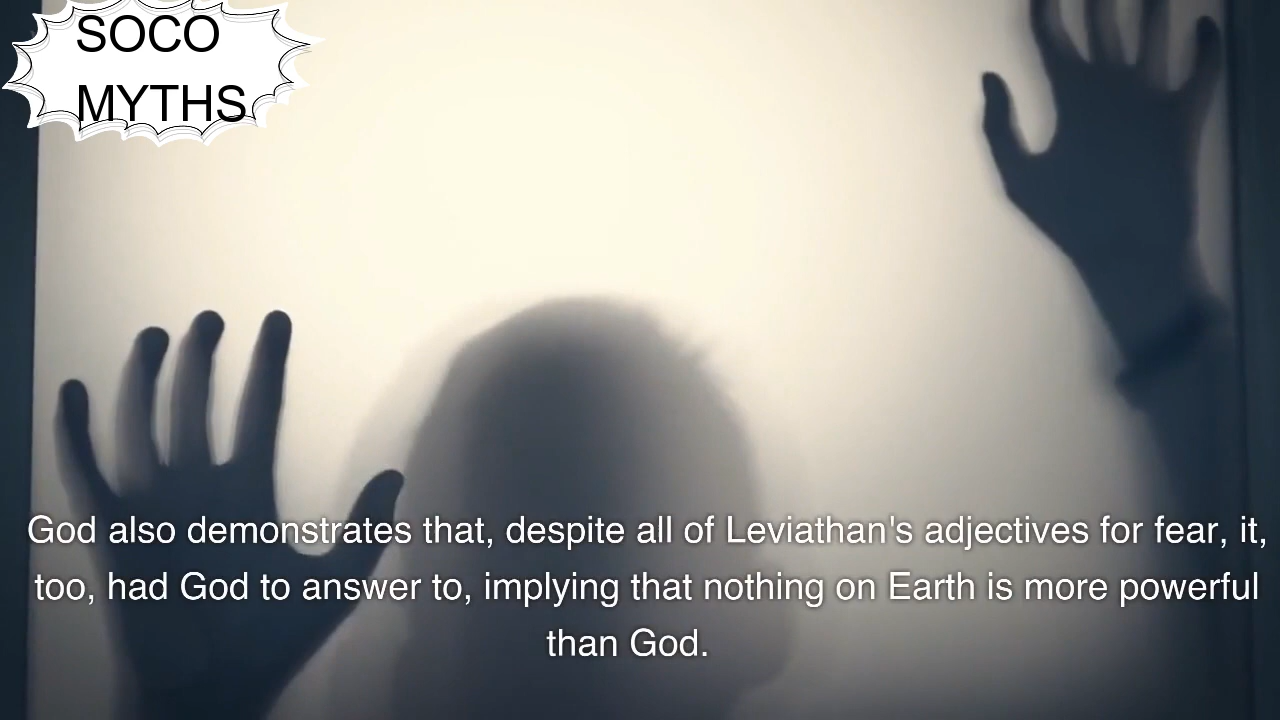 SOCO
MYTHS
God also demonstrates that, despite all of Leviathan's adjectives for fear, it,
too, had God to answer to, implying that nothing on Earth is more powerful
than God.